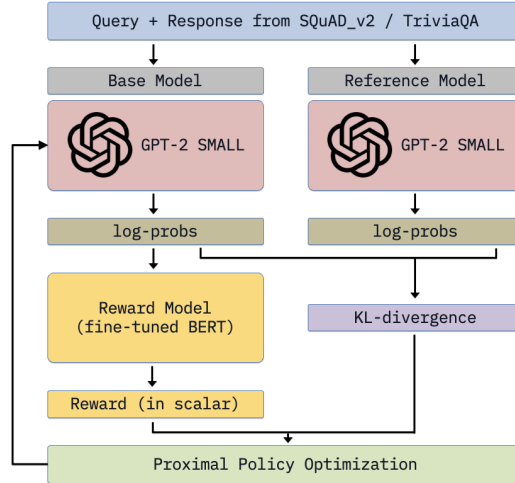 Query + Response from SQuAD_v2 / TriviaQA
Base Model
Reference Model
GPT-2 SMALL
GPT-2 SMALL
log-probs
log-probs
Reward Model
(fine-tuned BERT)
KL-divergence
Reward (in scalar)
Proximal Policy Optimization